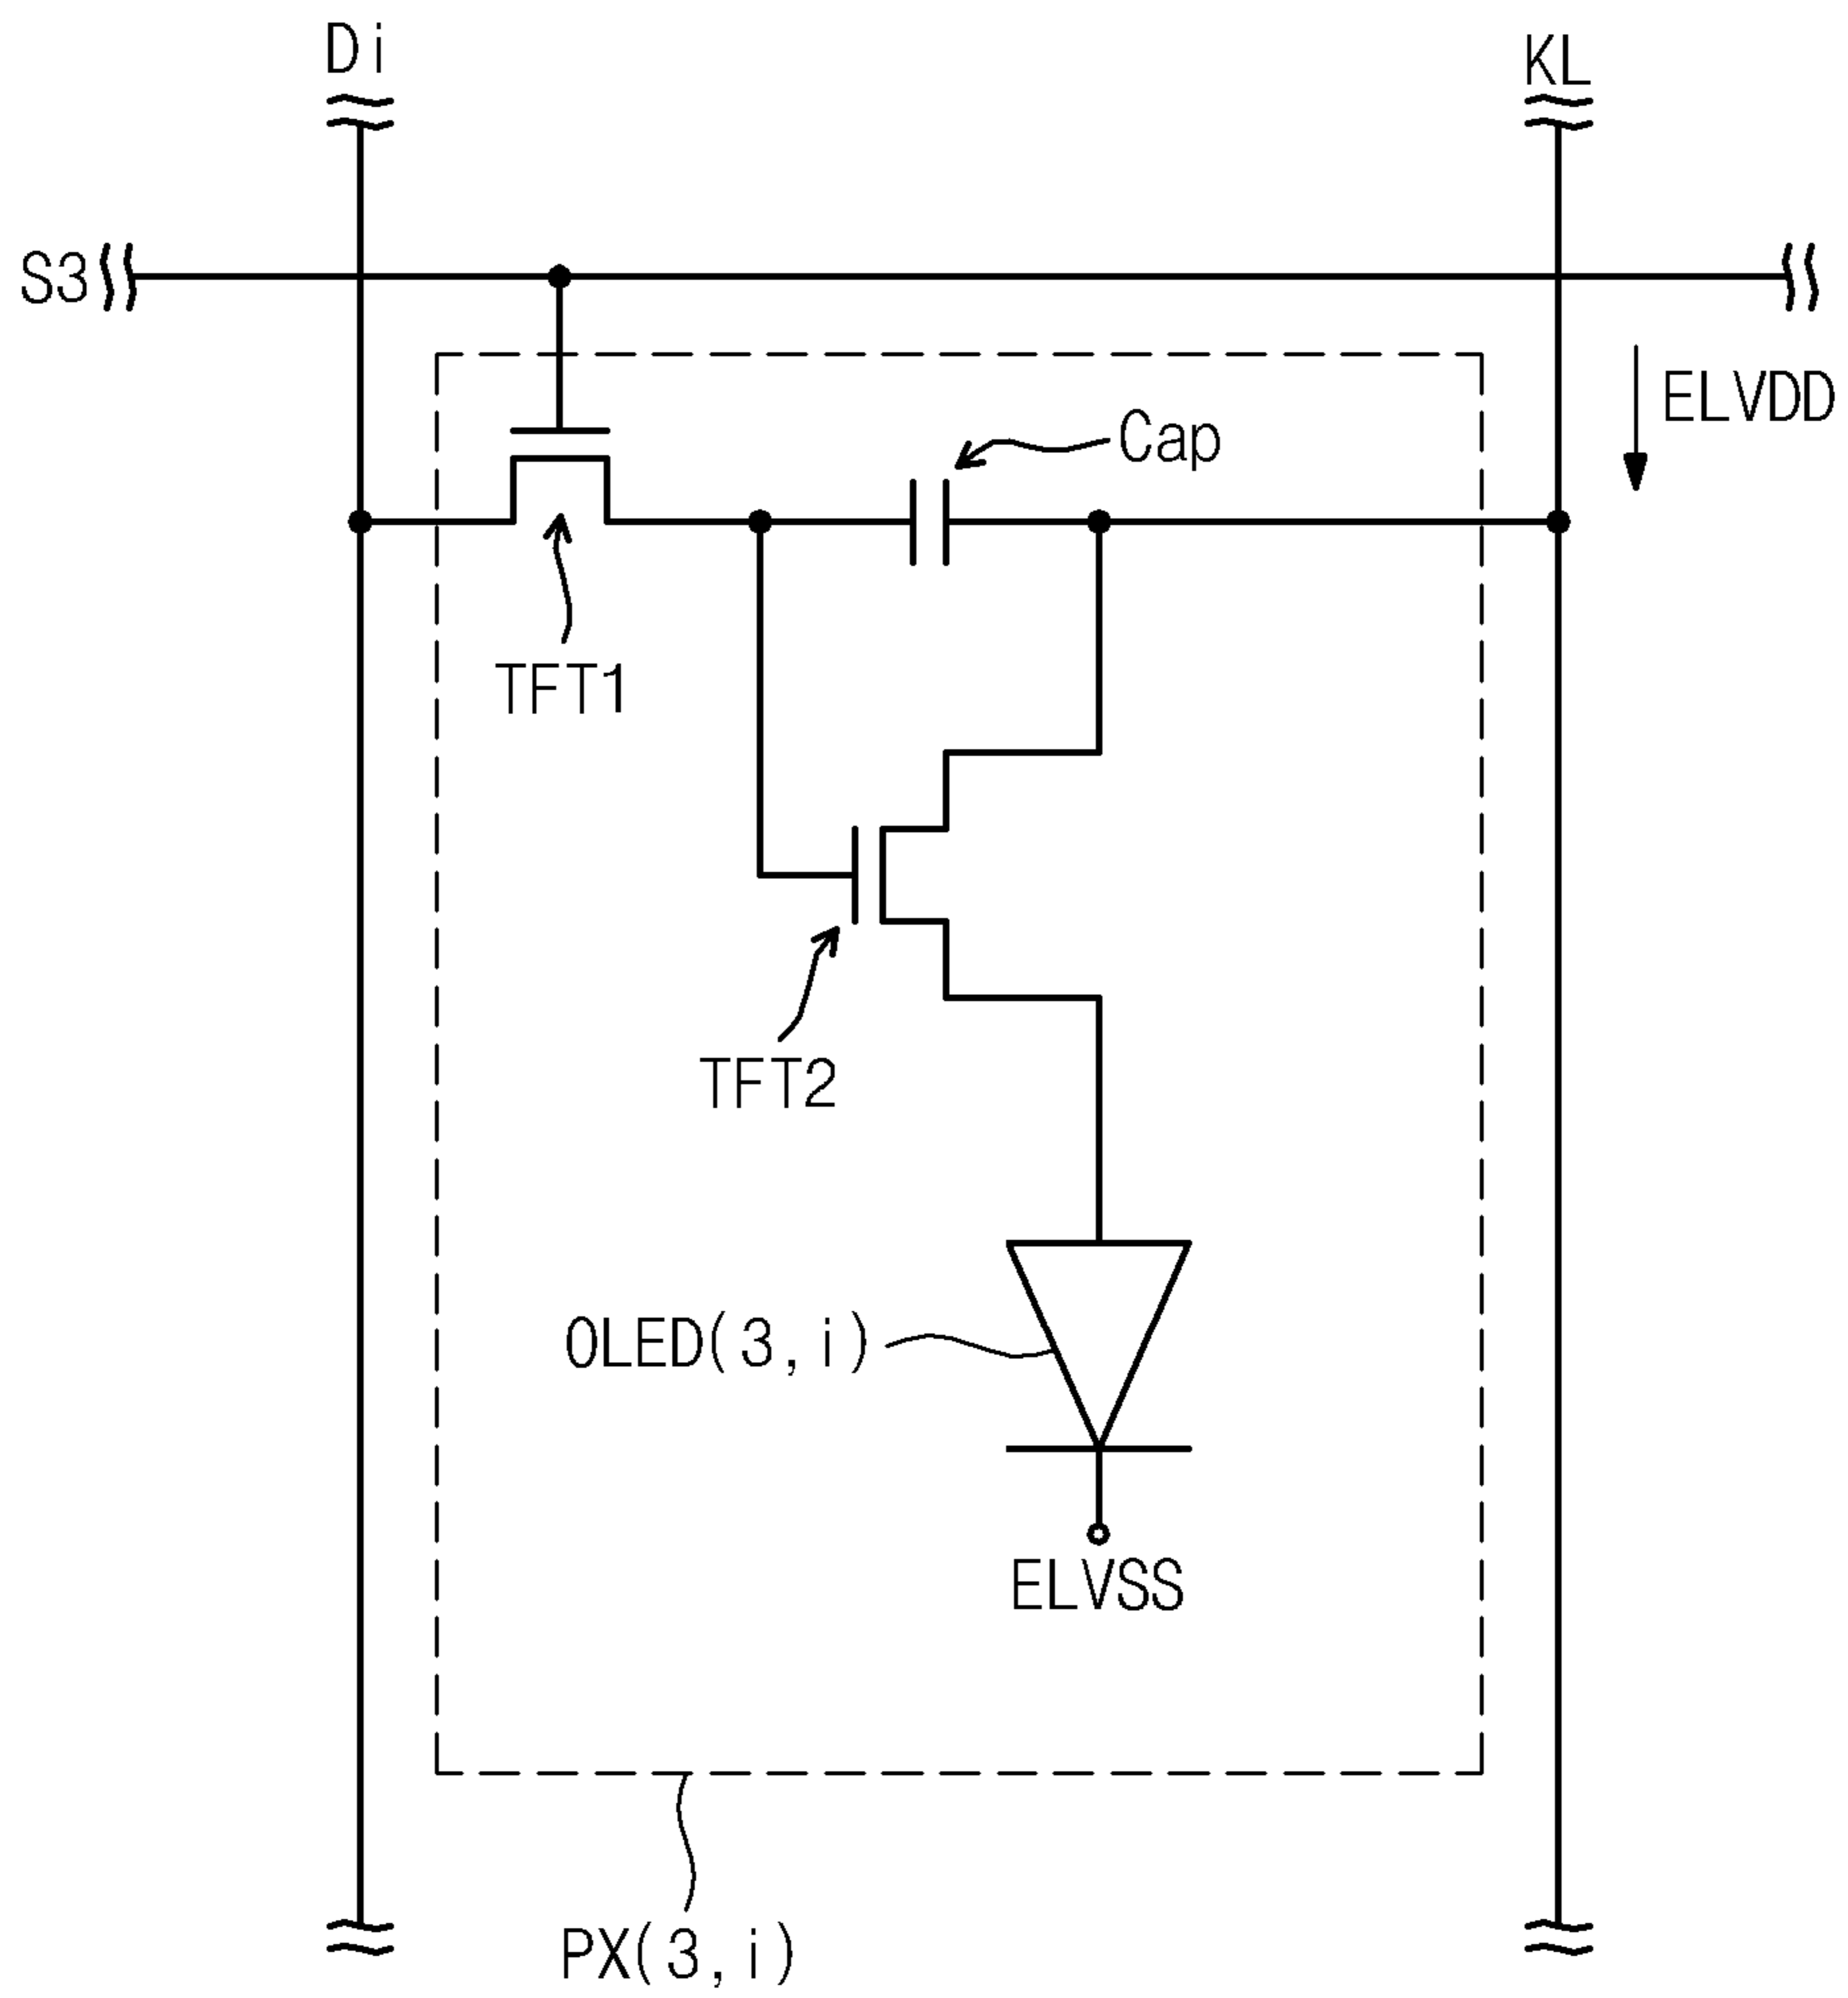 Di
KL
S3
ELVDD
Cap
TFT1
TFT2
OLED(3,i)
ELVSS
PX(3,i)